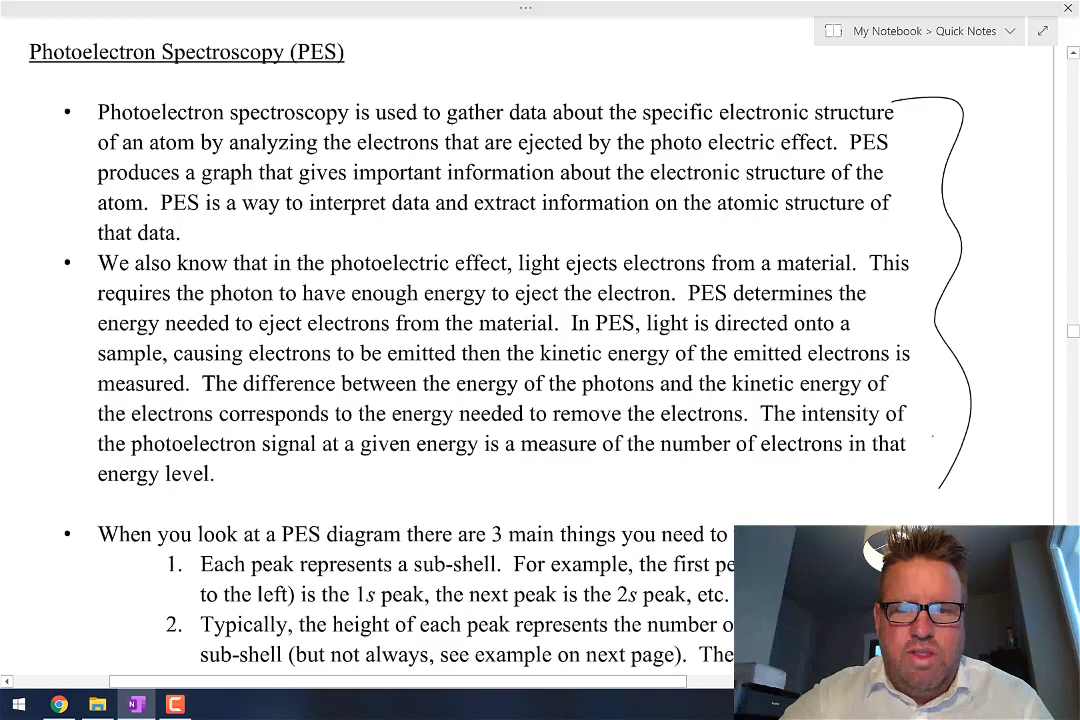 My Notebook > Quick Notes
Photoelectron Spectroscopy (PES)
• Photoelectron spectroscopy is used to gather data about the specific electronic structure
of an atom by analyzing the electrons that are ejected by the photo electric effect. PES
produces a graph that gives important information about the electronic structure of the
atom. PES is a way to interpret data and extract information on the atomic structure of
that data.
• We also know that in the photoelectric effect, light ejects electrons from a material. This
requires the photon to have enough energy to eject the electron. PES determines the
energy needed to eject electrons from the material. In PES, light is directed onto a
sample, causing electrons to be emitted then the kinetic energy of the emitted electrons is
measured. The difference between the energy of the photons and the kinetic energy of
the electrons corresponds to the energy needed to remove the electrons. The intensity of
the photoelectron signal at a given energy is a measure of the number of electrons in that
energy level.
• When you look at a PES diagram there are 3 main things you need to
1. Each peak represents a sub-shell. For example, the first
to the left) is the 1s peak, the next peak is the 2s peak, etc.
2. Typically, the height of each peak represents the number
sub-shell (but not always, see example on next page).